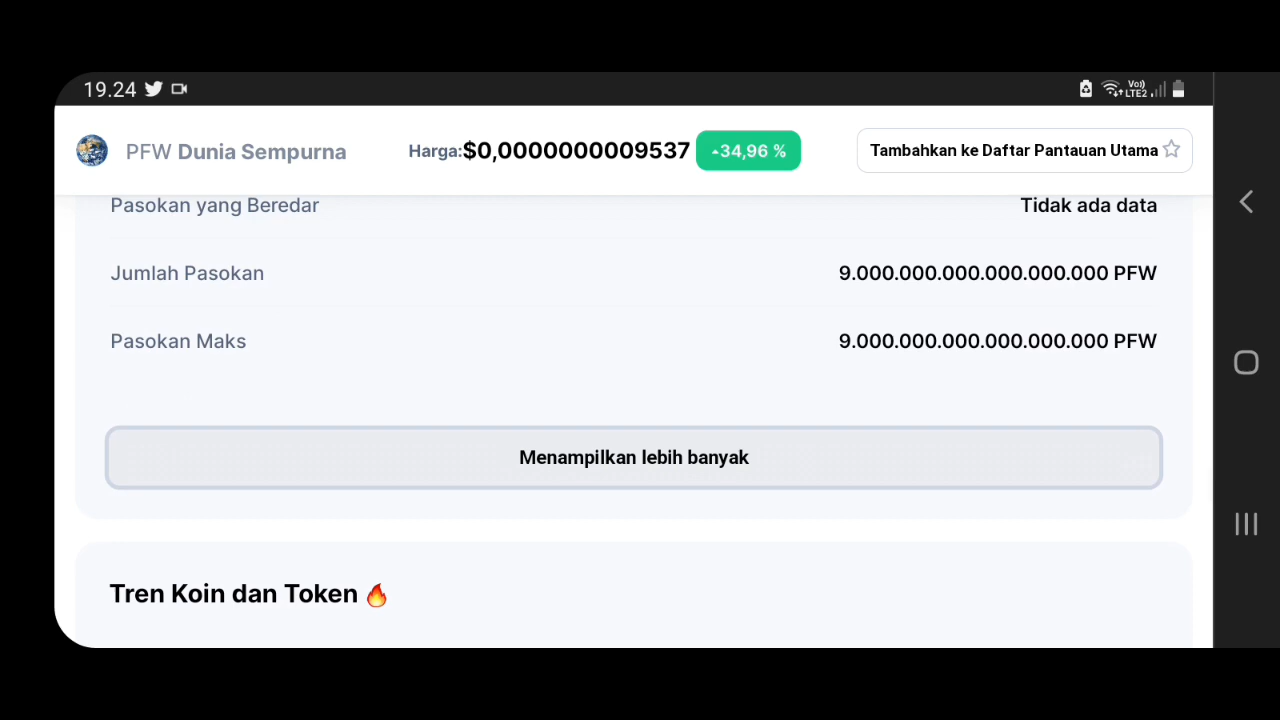 19.24
Vo)) LTE2
PFW Dunia Sempurna
Harga:$0,0000000009537 34,96 %
Tambahkan ke Daftar Pantauan Utama
Pasokan yang Beredar Tidak ada data
Jumlah Pasokan 9.000.000.000.000.000.000 PFW
Pasokan Maks 9.000.000.000.000.000.000 PFW
Menampilkan lebih banyak
Tren Koin dan Token 🔥